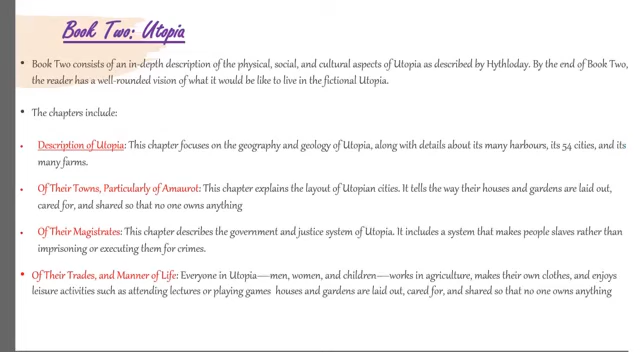 Book Two: Utopia
• Book Two consists of an in-depth description of the physical, social, and cultural aspects of Utopia as described by Hythloday. By the end of Book Two,
the reader has a well-rounded vision of what it would be like to live in the fictional Utopia.
• The chapters include:
• Description of Utopia: This chapter focuses on the geography and geology of Utopia, along with details about its many harbours, its 54 cities, and its
many farms.
• Of Their Towns, Particularly of Amaurot: This chapter explains the layout of Utopian cities. It tells the way their houses and gardens are laid out,
cared for, and shared so that no one owns anything
• Of Their Magistrates: This chapter describes the government and justice system of Utopia. It includes a system that makes people slaves rather than
imprisoning or executing them for crimes.
• Of Their Trades, and Manner of Life: Everyone in Utopia—men, women, and children—works in agriculture, makes their own clothes, and enjoys
leisure activities such as attending lectures or playing games houses and gardens are laid out, cared for, and shared so that no one owns anything